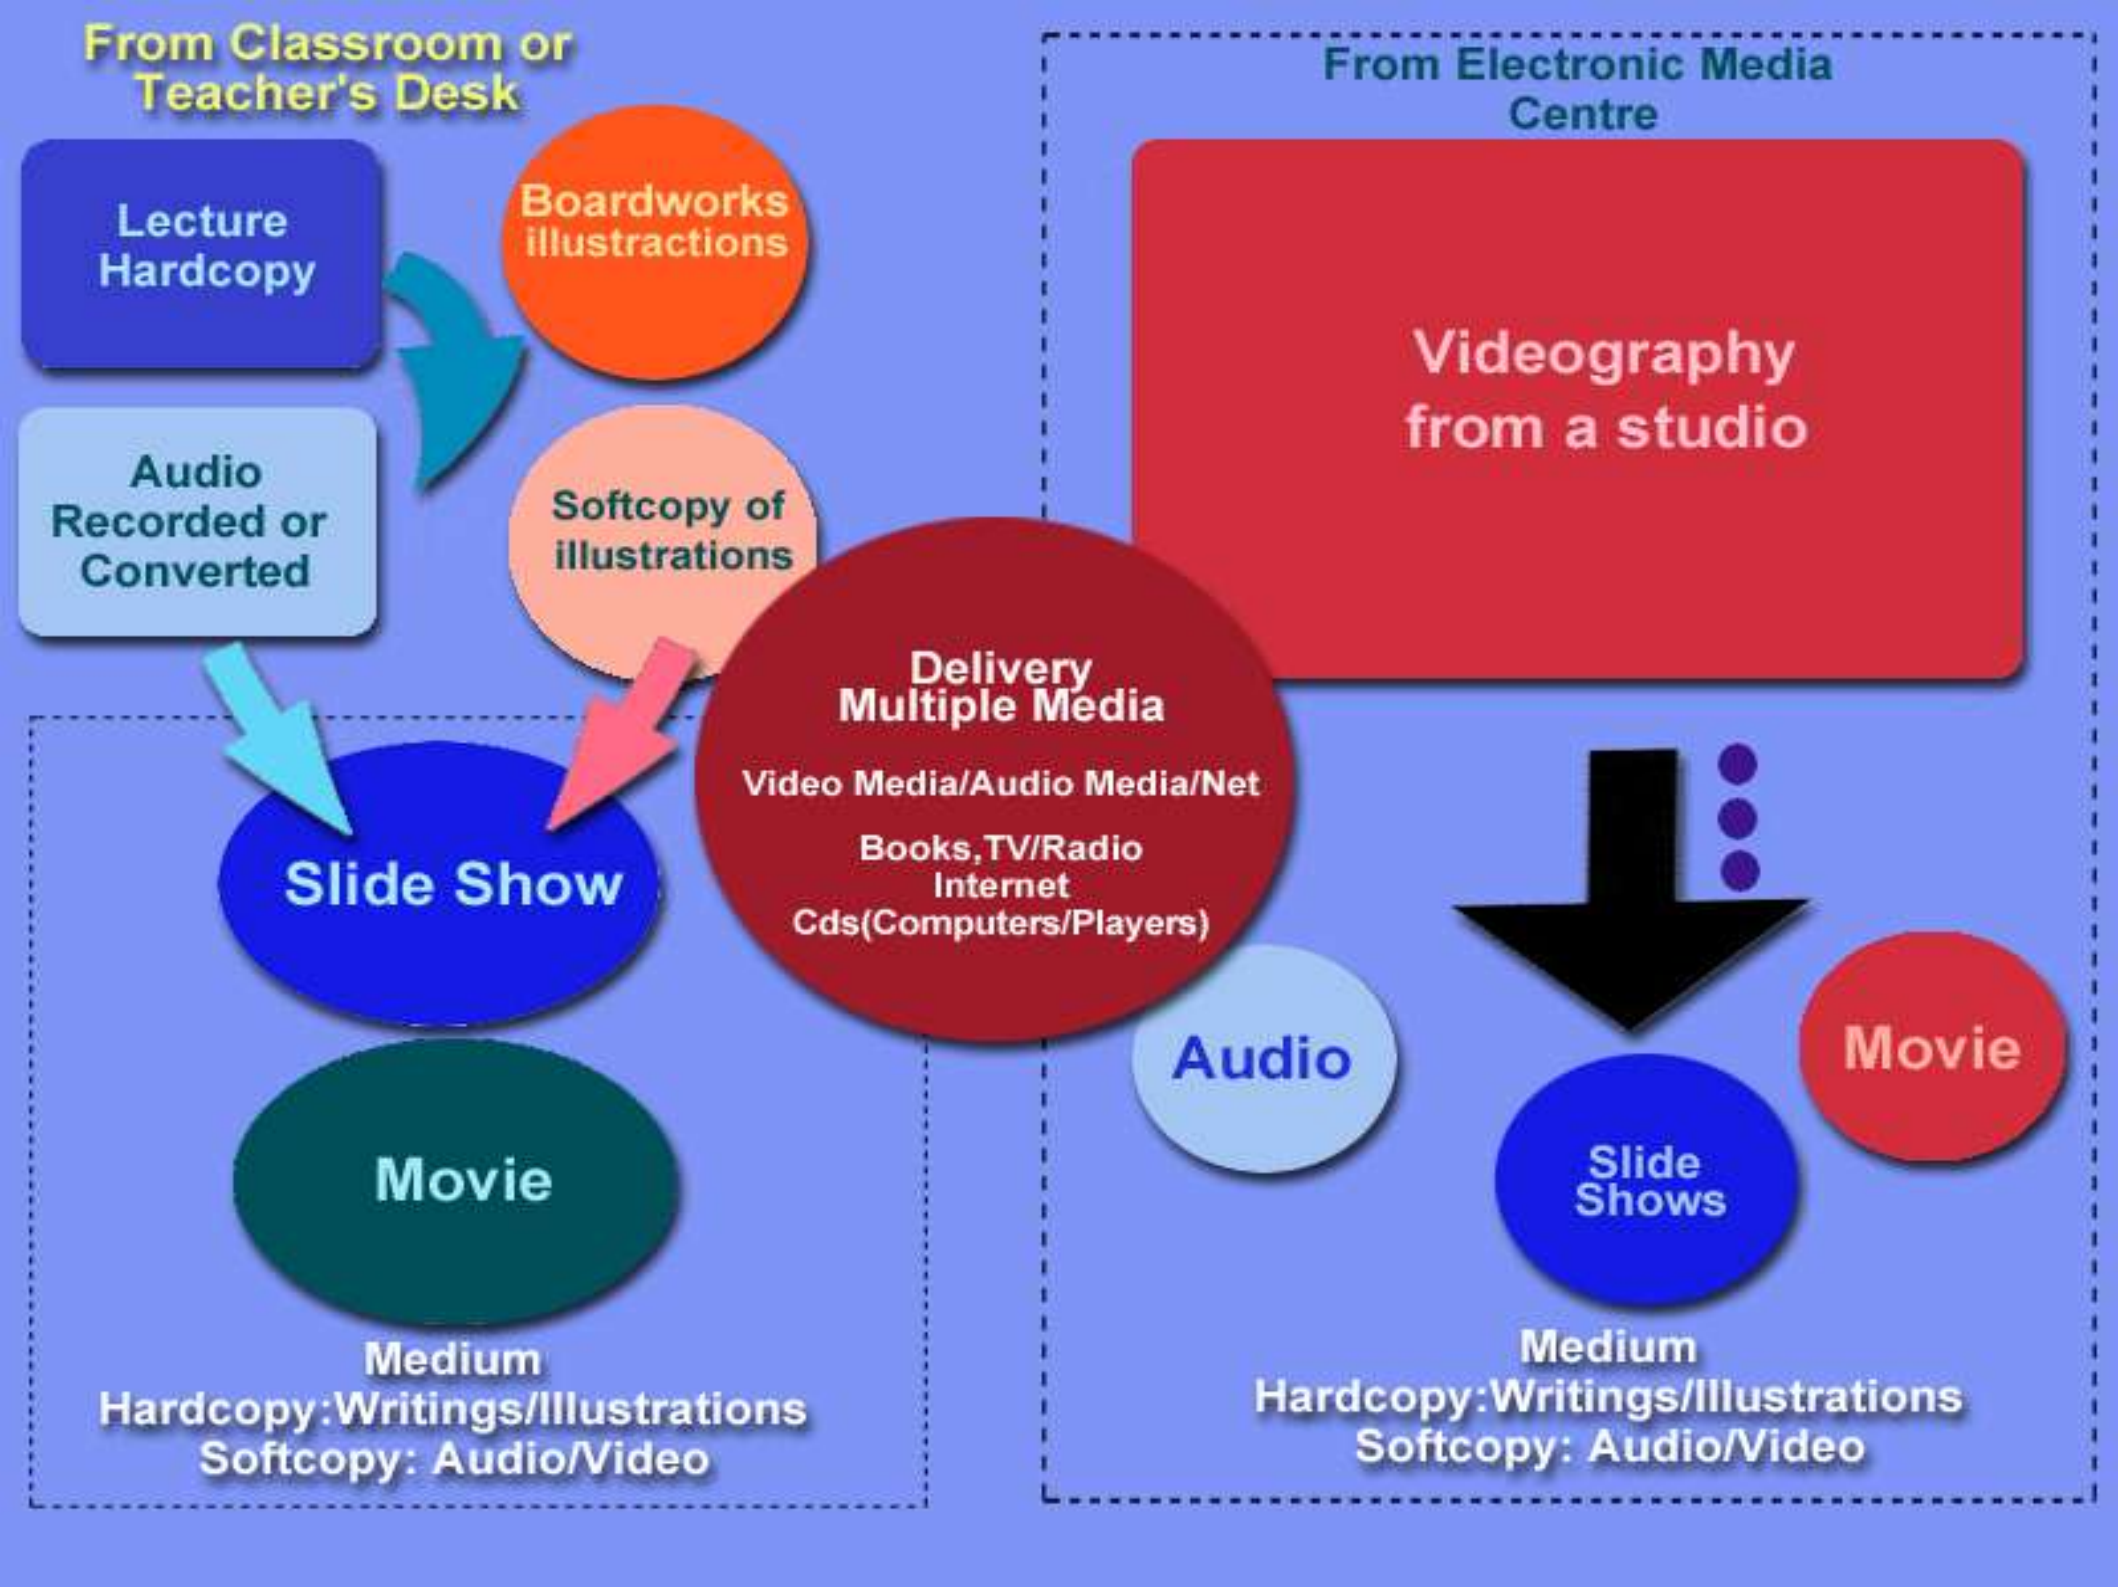 From Classroom or
Teacher's Desk
Lecture
Hardcopy
Boardworks
illustractions
Audio
Recorded or
Converted
Softcopy of
illustrations
Slide Show
Movie
Medium
Hardcopy:Writings/Illustrations
Softcopy: Audio/Video
Delivery
Multiple Media
Video Media/Audio Media/Net
Books,TV/Radio
Internet
Cds(Computers/Players)
From Electronic Media
Centre
Videography
from a studio
Audio
Slide
Shows
Movie
Medium
Hardcopy:Writings/Illustrations
Softcopy: Audio/Video